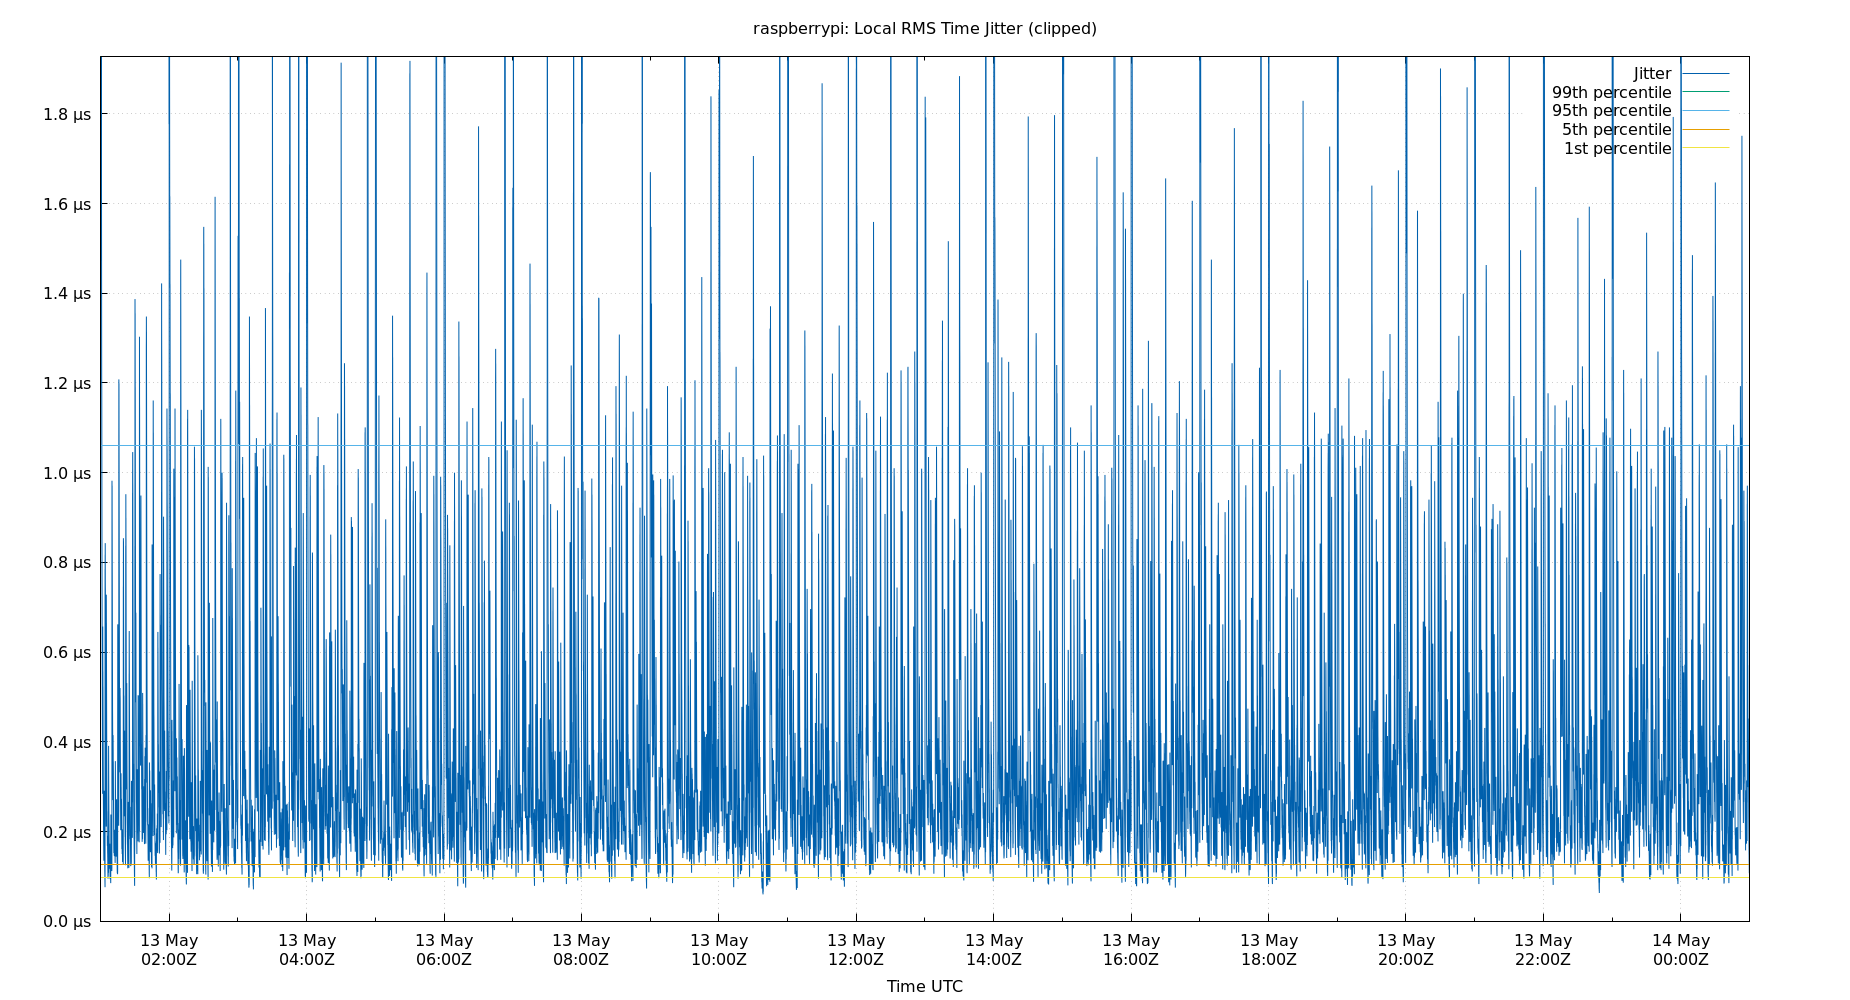 raspberrypi: Local RMS Time Jitter (clipped)
Jitter
99th percentile
95th percentile
5th percentile
1st percentile
1.8 μs
1.6 μs
1.4 μs
1.2 μs
1.0 μs
0.8 μs
0.6 μs
0.4 μs
0.2 μs
0.0 μs
13 May 13 May 13 May 13 May 13 May 13 May 13 May 13 May 13 May 13 May 13 May 14 May
02:00Z 04:00Z 06:00Z 08:00Z 10:00Z 12:00Z 14:00Z 16:00Z 18:00Z 20:00Z 22:00Z 00:00Z
Time UTC